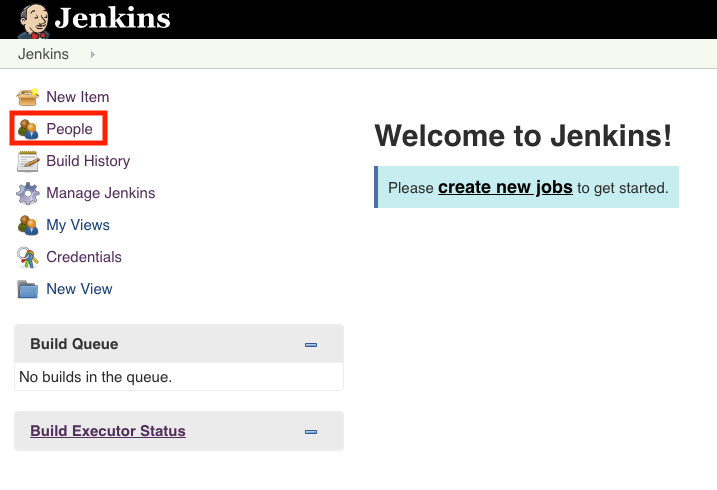 Jenkins
Jenkins
New Item
People
Build History
Manage Jenkins
My Views
Credentials
New View
Welcome to Jenkins!
Please create new jobs to get started.
Build Queue
No builds in the queue.
Build Executor Status